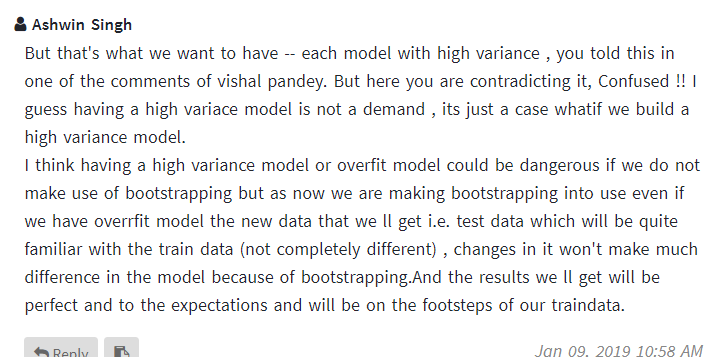 Ashwin Singh
But that's what we want to have -- each model with high variance , you told this in
one of the comments of vishal pandey. But here you are contradicting it, Confused !! I
guess having a high variace model is not a demand , its just a case whatif we build a
high variance model.
I think having a high variance model or overfit model could be dangerous if we do not
make use of bootstrapping but as now we are making bootstrapping into use even if
we have overrfit model the new data that we ll get i.e. test data which will be quite
familiar with the train data (not completely different) , changes in it won't make much
difference in the model because of bootstrapping.And the results we ll get will be
perfect and to the expectations and will be on the footsteps of our traindata.
Reply Jan 09, 2019 10:58 AM